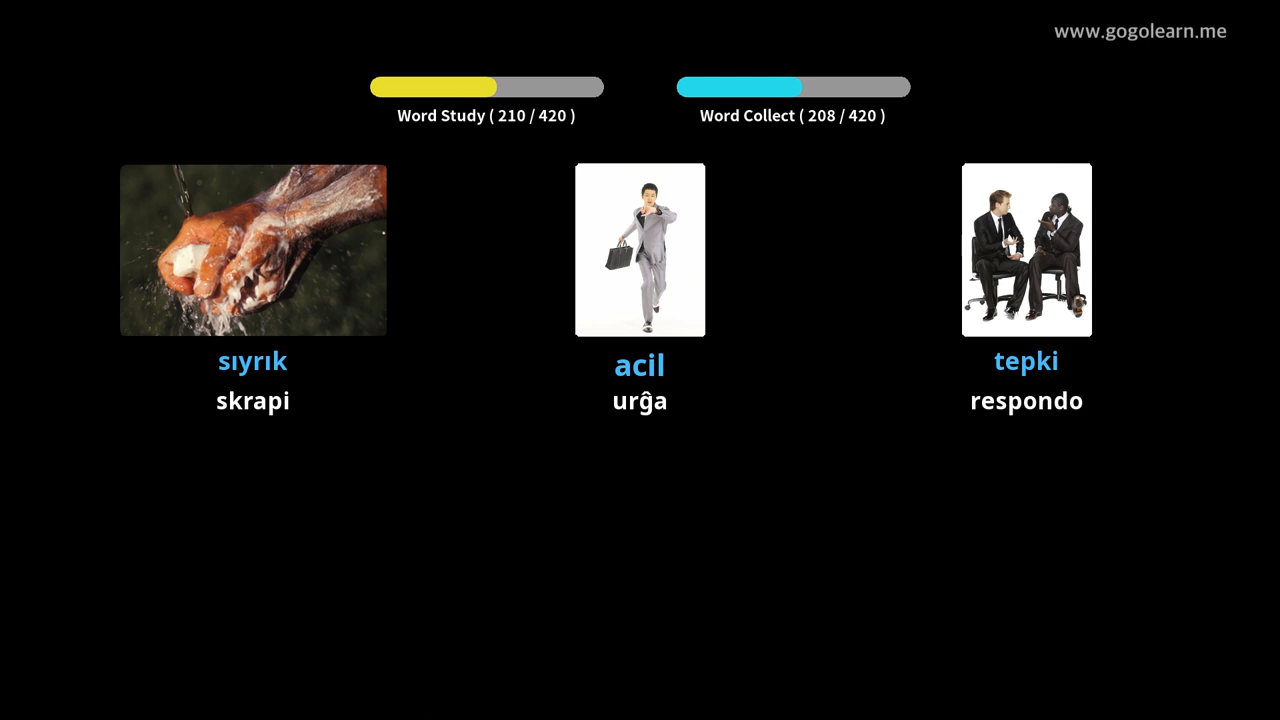 www.gogolearn.me
Word Study ( 210 / 420 )
Word Collect ( 208 / 420 )
sıyrık
skrapi
acil
urĝa
tepki
respondo